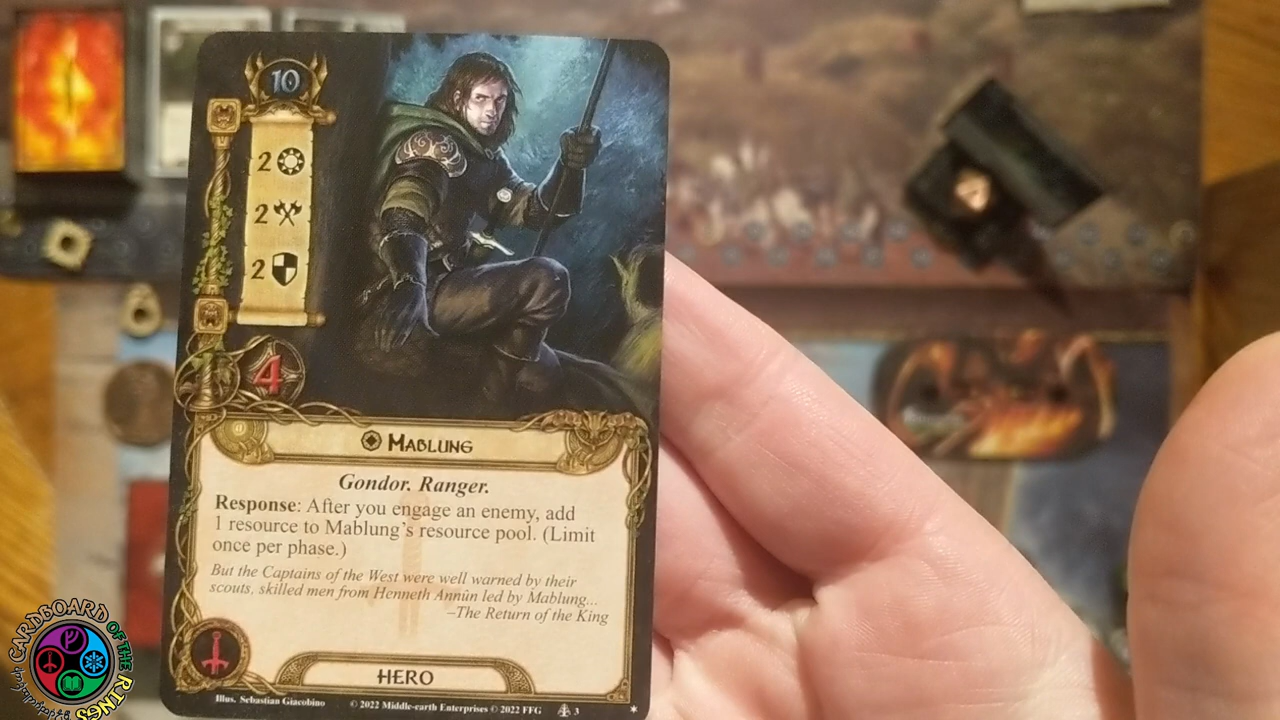 10
2
2
2
4
MABLUNG
Gondor. Ranger.
Response: After you engage an enemy, add
1 resource to Mablung's resource pool. (Limit
once per phase.)
But the Captains of the West were well warned by their
scouts, skilled men from Henneth Annûn led by Mablung...
–The Return of the King
HERO
Illus. Sebastian Giacobino © 2022 Middle-earth Enterprises © 2022 FFG 3
CARDBOARD OF THE RINGS